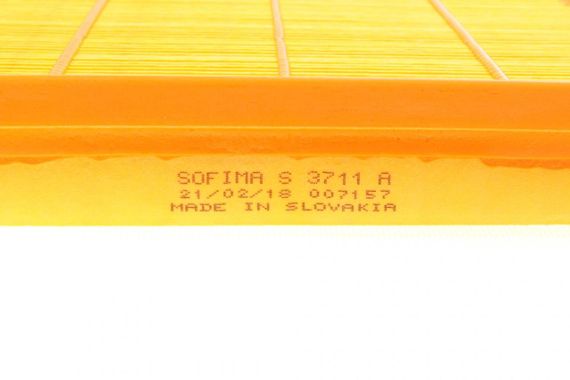 SOFIMA S 3711 A
21/02/18 007157
MADE IN SLOVAKIA